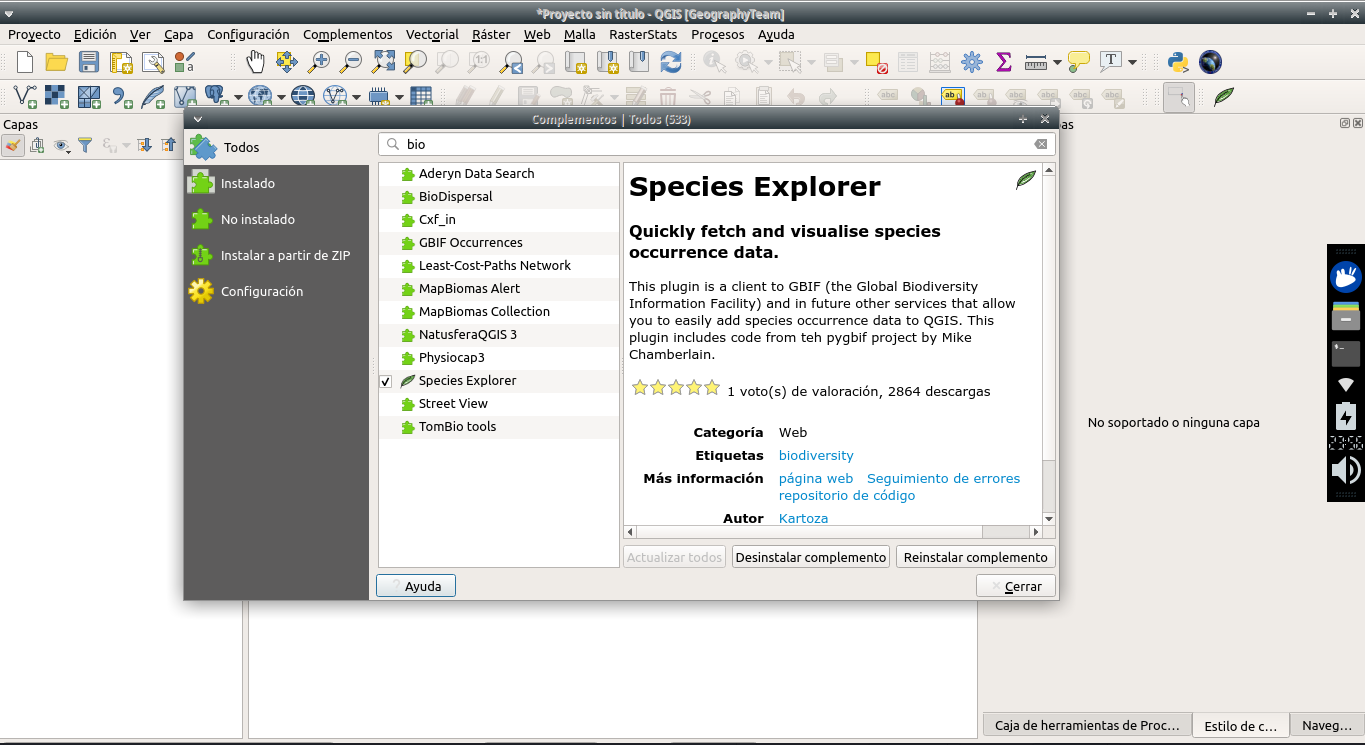 *Proyecto sin título - QGIS [GeographyTeam]
Proyecto Edición Ver Capa Configuración Complementos Vectorial Ráster Web Malla RasterStats Procesos Ayuda
Capas
Complementos | Todos (533)
Todos
Instalado
No instalado
Instalar a partir de ZIP
Configuración
bio
Aderyn Data Search
BioDispersal
Cxf_in
GBIF Occurrences
Least-Cost-Paths Network
MapBiomas Alert
MapBiomas Collection
NatusferaQGIS 3
Physiocap3
Species Explorer
Street View
TomBio tools
Species Explorer
Quickly fetch and visualise species
occurrence data.
This plugin is a client to GBIF (the Global Biodiversity
Information Facility) and in future other services that allow
you to easily add species occurrence data to QGIS. This
plugin includes code from teh pygbif project by Mike
Chamberlain.
1 voto(s) de valoración, 2864 descargas
Categoría Web
Etiquetas biodiversity
Más información página web Seguimiento de errores
repositorio de código
Autor Kartoza
Actualizar todos Desinstalar complemento Reinstalar complemento
Ayuda Cerrar
as
No soportado o ninguna capa
Caja de herramientas de Proc... Estilo de c... Naveg...